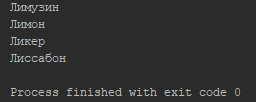 Лимузин
Лимон
Ликер
Лиссабон
Process finished with exit code 0